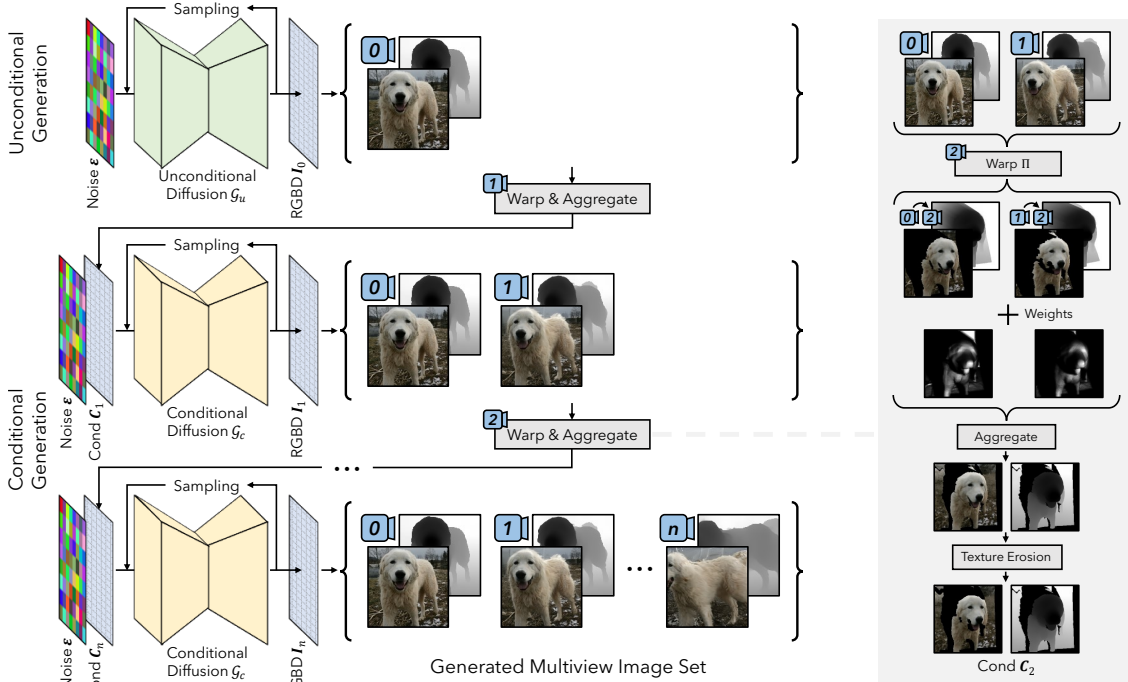 Unconditional
Generation
Noise ε
Sampling
Unconditional
Diffusion 𝒢u
RGBD I0
0
1
Warp & Aggregate
Conditional
Generation
Noise ε
Cond C1
Sampling
Conditional
Diffusion 𝒢c
RGBD I1
0
1
2
Warp & Aggregate
...
Noise ε
Cond Cn
Sampling
Conditional
Diffusion 𝒢c
RGBD In
0
1
...
n
Generated Multiview Image Set
0
1
2
Warp Π
0 2
1 2
+ Weights
Aggregate
Texture Erosion
Cond C2